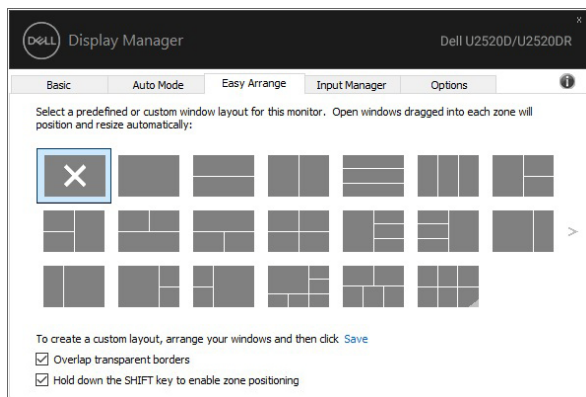 x
DELL Display Manager Dell U2520D/U2520DR
Basic Auto Mode Easy Arrange Input Manager Options
Select a predefined or custom window layout for this monitor. Open windows dragged into each zone will
position and resize automatically:
To create a custom layout, arrange your windows and then click Save
Overlap transparent borders
Hold down the SHIFT key to enable zone positioning